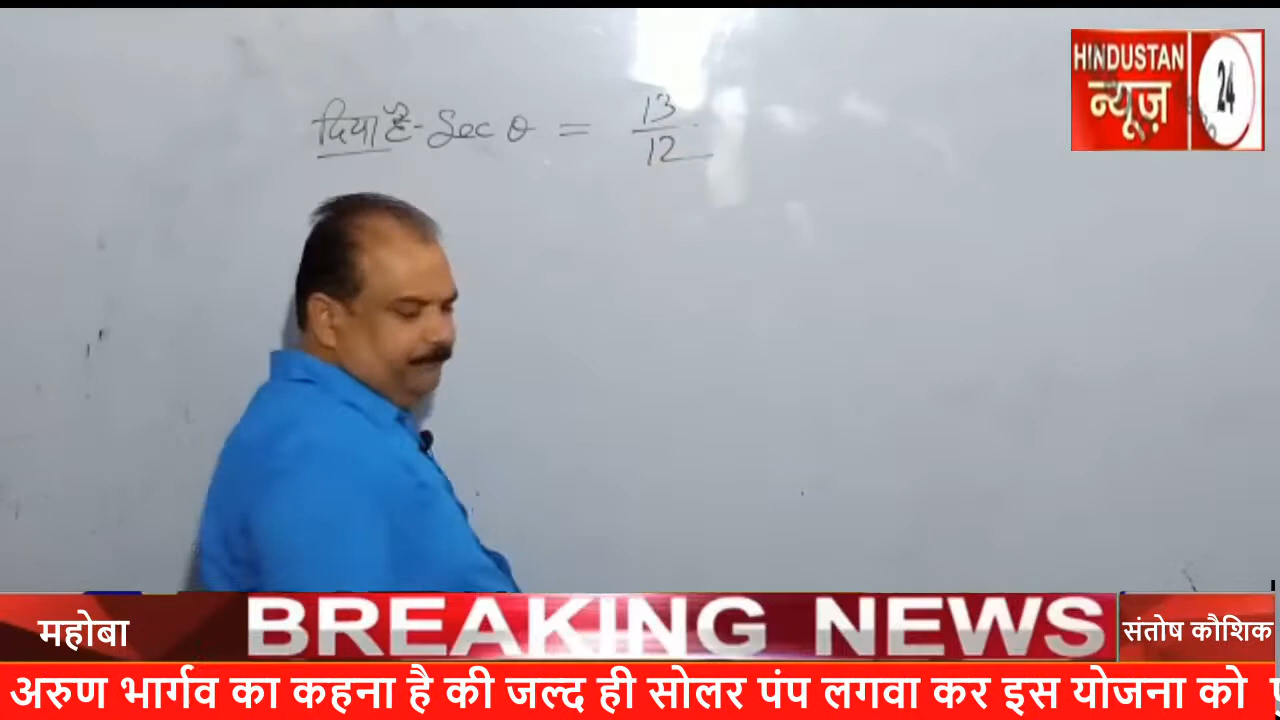 दिया है- Sec θ = 13/12
HINDUSTAN
न्यूज़
24
महोबा
BREAKING NEWS
संतोष कौशिक
अरुण भार्गव का कहना है की जल्द ही सोलर पंप लगवा कर इस योजना को